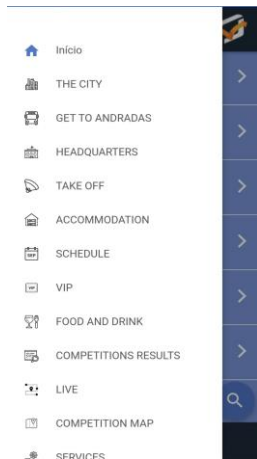 Início
THE CITY
GET TO ANDRADAS
HEADQUARTERS
TAKE OFF
ACCOMMODATION
SCHEDULE
VIP
FOOD AND DRINK
COMPETITIONS RESULTS
LIVE
COMPETITION MAP
SERVICES